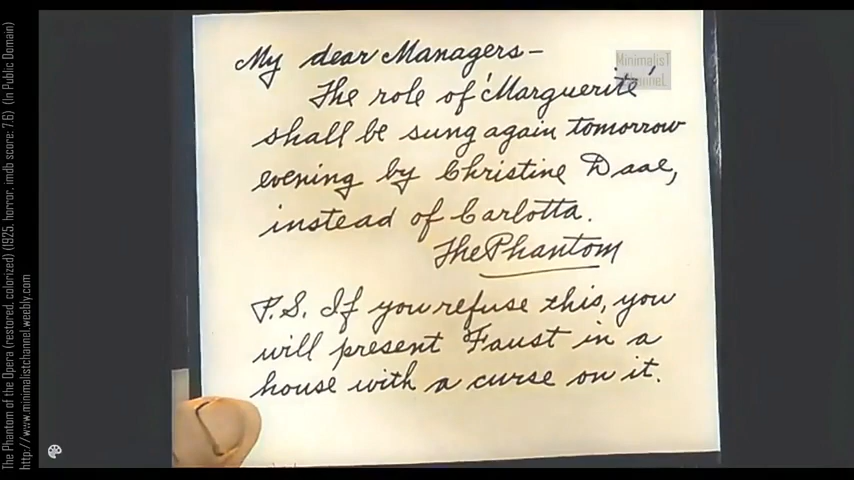 My dear Managers—
The role of 'Marguerite'
shall be sung again tomorrow
evening by Christine Daae,
instead of Carlotta.
The Phantom
P.S. If you refuse this, you
will present Faust in a
house with a curse on it.
Minimalist
Channel
The Phantom of the Opera (restored, colorized) (1925, horror, imdb score: 7.6) (In Public Domain)
http://www.minimalistchannel.weebly.com